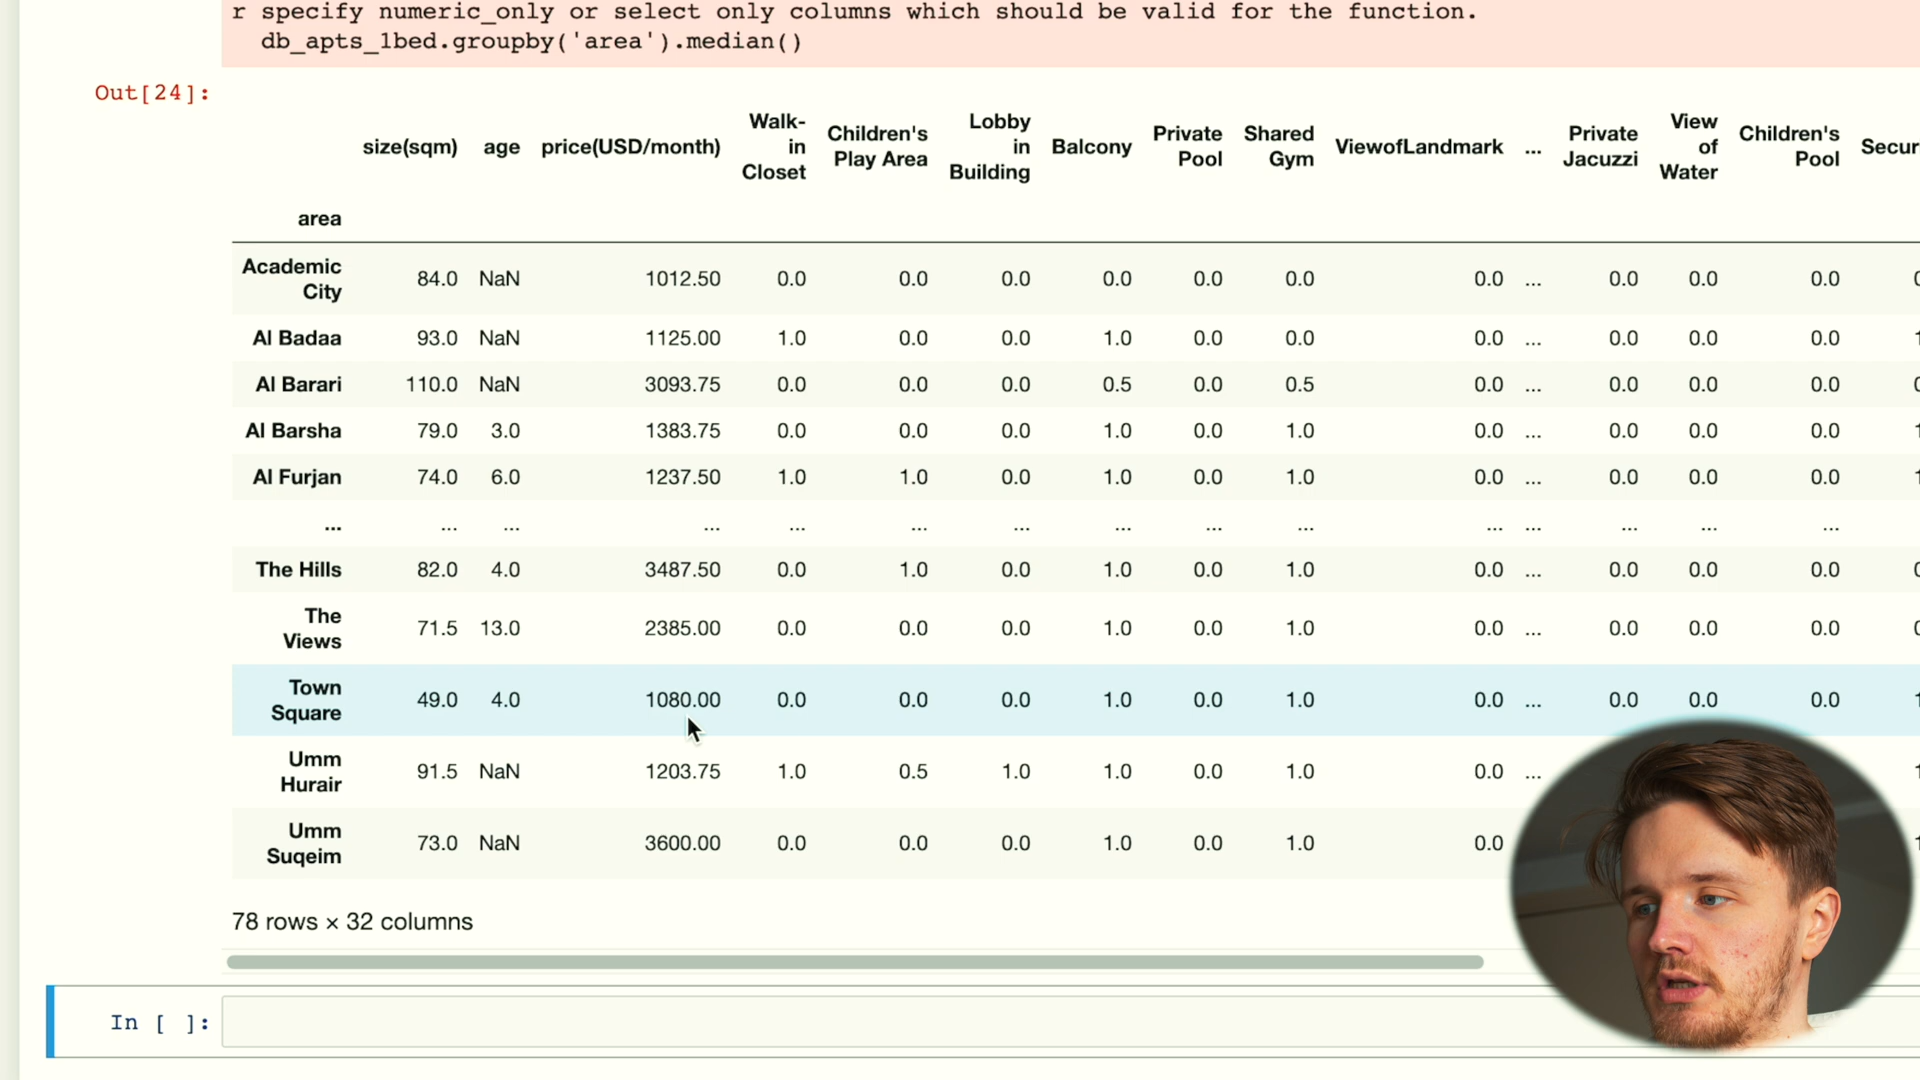 r specify numeric_only or select only columns which should be valid for the function.
db_apts_1bed.groupby('area').median()
Out[24]:
size(sqm) age price(USD/month) Walk-in Closet Children's Play Area Lobby in Building Balcony Private Pool Shared Gym ViewofLandmark ... Private Jacuzzi View of Water Children's Pool
area
Academic City 84.0 NaN 1012.50 0.0 0.0 0.0 0.0 0.0 0.0 0.0 ... 0.0 0.0 0.0
Al Badaa 93.0 NaN 1125.00 1.0 0.0 0.0 1.0 0.0 0.0 0.0 ... 0.0 0.0 0.0
Al Barari 110.0 NaN 3093.75 0.0 0.0 0.0 0.5 0.0 0.5 0.0 ... 0.0 0.0 0.0
Al Barsha 79.0 3.0 1383.75 0.0 0.0 0.0 1.0 0.0 1.0 0.0 ... 0.0 0.0 0.0
Al Furjan 74.0 6.0 1237.50 1.0 1.0 0.0 1.0 0.0 1.0 0.0 ... 0.0 0.0 0.0
... ... ... ... ... ... ... ... ... ... ... ... ... ... ...
The Hills 82.0 4.0 3487.50 0.0 1.0 0.0 1.0 0.0 1.0 0.0 ... 0.0 0.0 0.0
The Views 71.5 13.0 2385.00 0.0 0.0 0.0 1.0 0.0 1.0 0.0 ... 0.0 0.0 0.0
Town Square 49.0 4.0 1080.00 0.0 0.0 0.0 1.0 0.0 1.0 0.0 ... 0.0 0.0 0.0
Umm Hurair 91.5 NaN 1203.75 1.0 0.5 1.0 1.0 0.0 1.0 0.0 ...
Umm Suqeim 73.0 NaN 3600.00 0.0 0.0 0.0 1.0 0.0 1.0 0.0
78 rows × 32 columns
In [ ]: